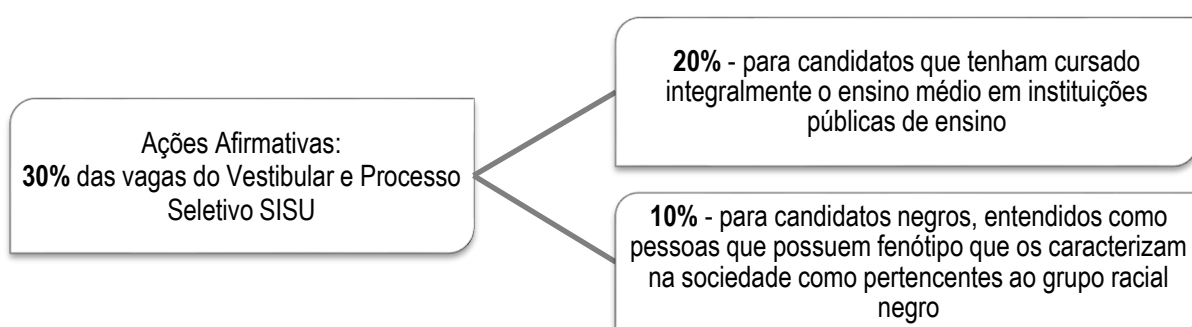 Ações Afirmativas:
30% das vagas do Vestibular e Processo
Seletivo SISU
20% - para candidatos que tenham cursado
integralmente o ensino médio em instituições
públicas de ensino
10% - para candidatos negros, entendidos como
pessoas que possuem fenótipo que os caracterizam
na sociedade como pertencentes ao grupo racial
negro